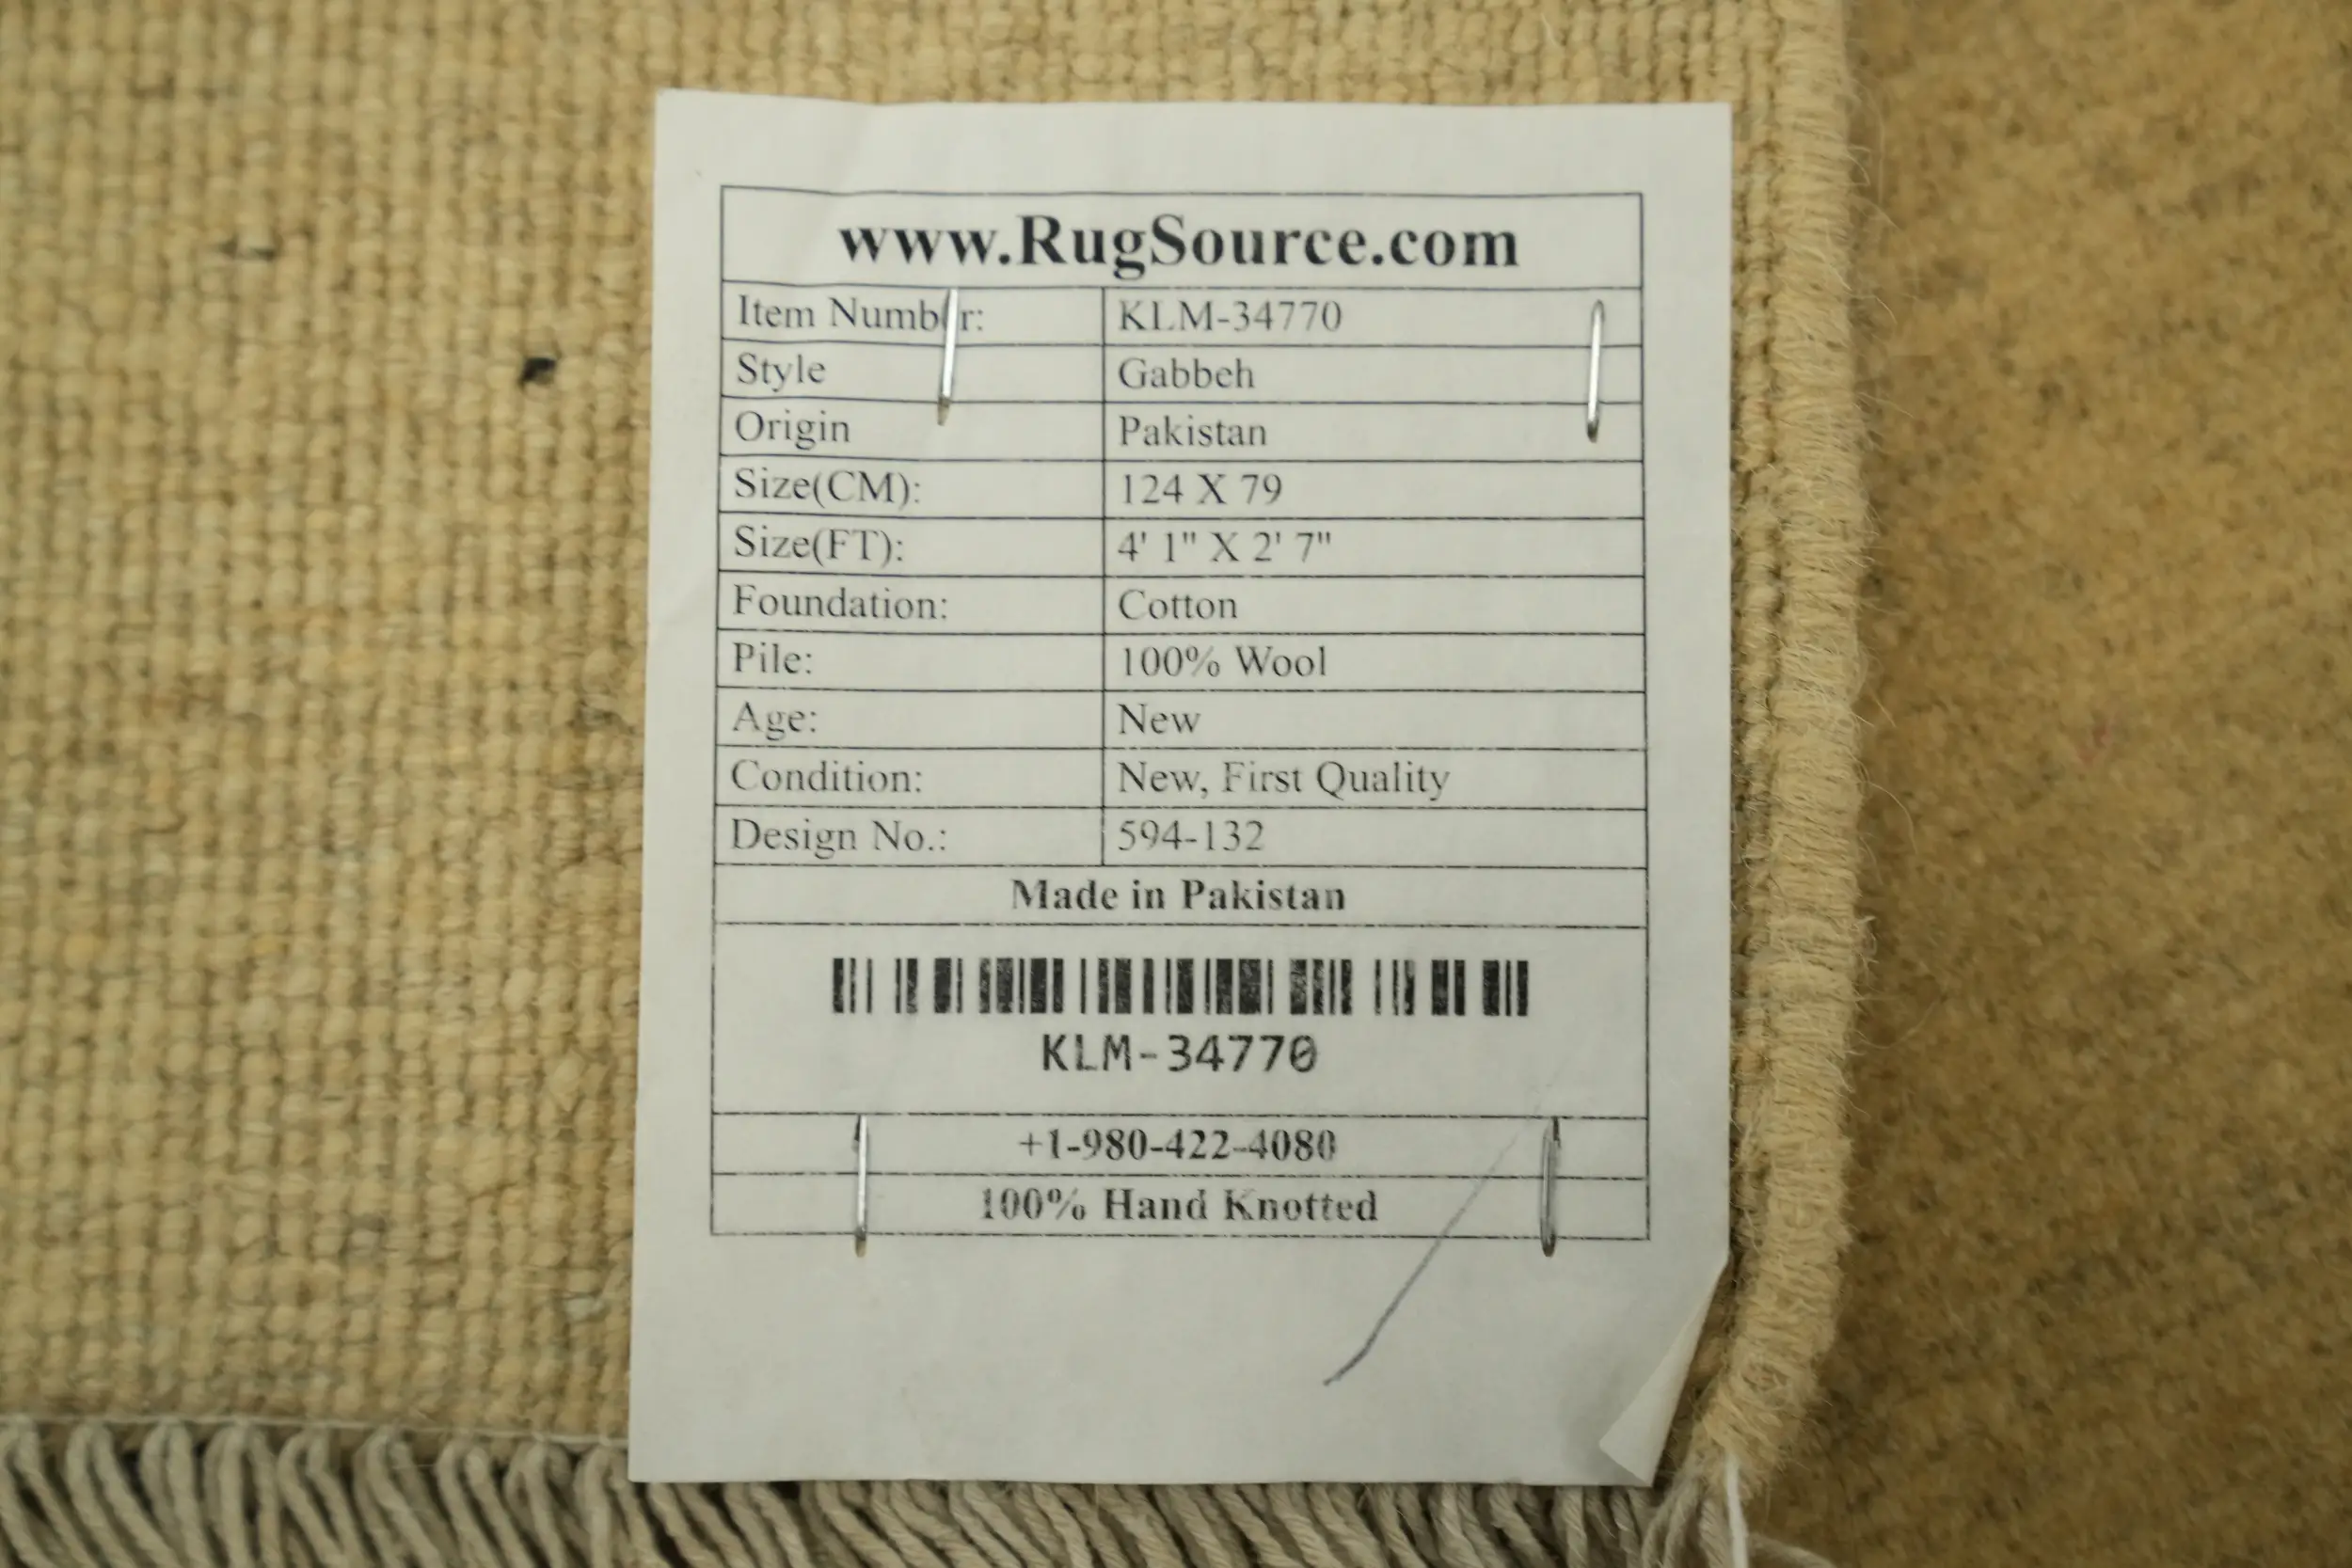 www.RugSource.com
Item Number: KLM-34770
Style Gabbeh
Origin Pakistan
Size(CM): 124 X 79
Size(FT): 4' 1" X 2' 7"
Foundation: Cotton
Pile: 100% Wool
Age: New
Condition: New, First Quality
Design No.: 594-132
Made in Pakistan
KLM-34770
+1-980-422-4080
100% Hand Knotted